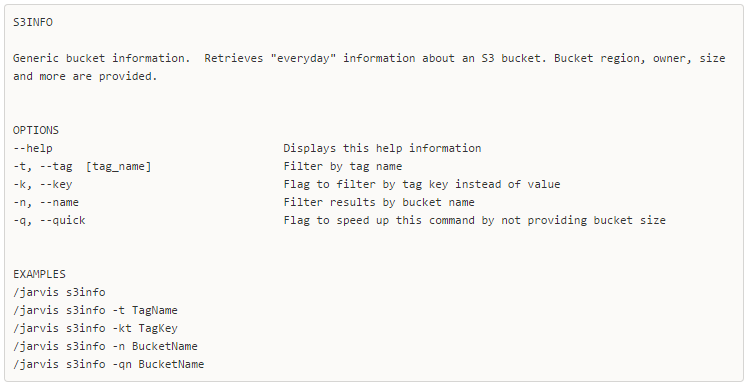 S3INFO
Generic bucket information.  Retrieves "everyday" information about an S3 bucket. Bucket region, owner, size
and more are provided.
OPTIONS
--help                                   Displays this help information
-t, --tag  [tag_name]                    Filter by tag name
-k, --key                                Flag to filter by tag key instead of value
-n, --name                               Filter results by bucket name
-q, --quick                              Flag to speed up this command by not providing bucket size
EXAMPLES
/jarvis s3info
/jarvis s3info -t TagName
/jarvis s3info -kt TagKey
/jarvis s3info -n BucketName
/jarvis s3info -qn BucketName